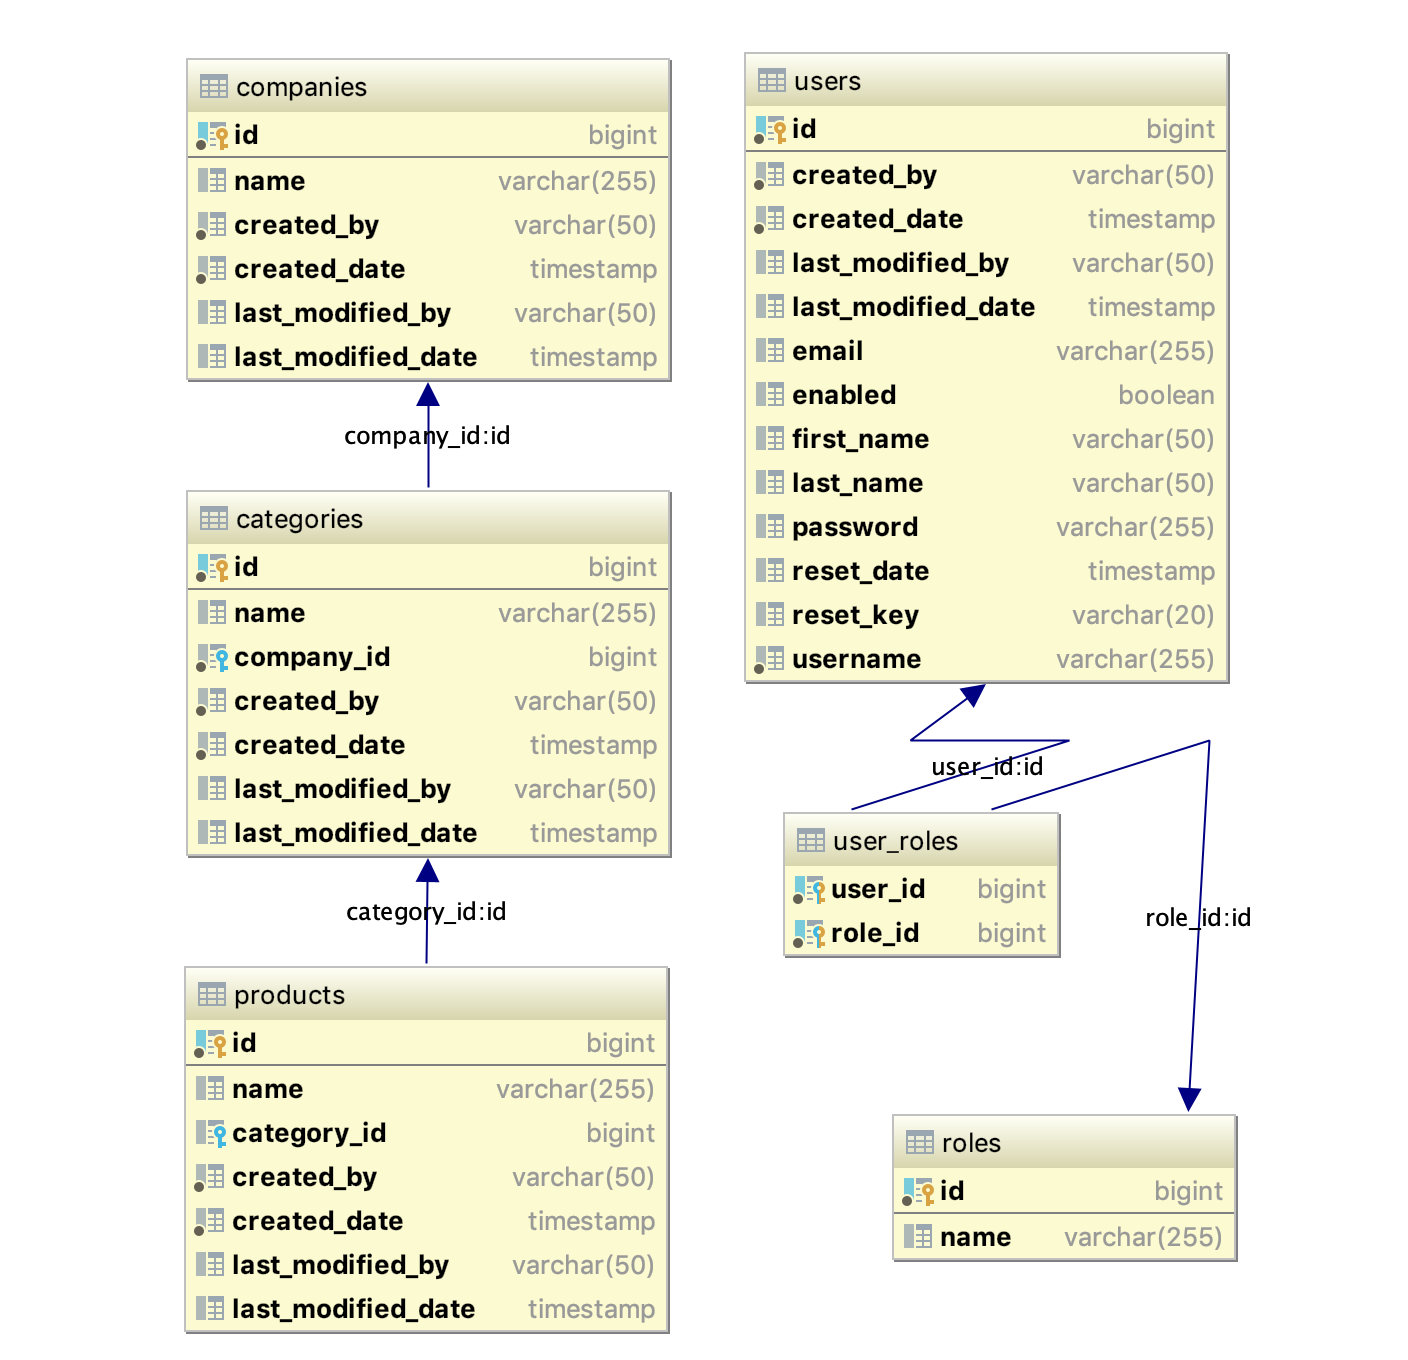 companies
id bigint
name varchar(255)
created_by varchar(50)
created_date timestamp
last_modified_by varchar(50)
last_modified_date timestamp
company_id:id
categories
id bigint
name varchar(255)
company_id bigint
created_by varchar(50)
created_date timestamp
last_modified_by varchar(50)
last_modified_date timestamp
category_id:id
products
id bigint
name varchar(255)
category_id bigint
created_by varchar(50)
created_date timestamp
last_modified_by varchar(50)
last_modified_date timestamp
users
id bigint
created_by varchar(50)
created_date timestamp
last_modified_by varchar(50)
last_modified_date timestamp
email varchar(255)
enabled boolean
first_name varchar(50)
last_name varchar(50)
password varchar(255)
reset_date timestamp
reset_key varchar(20)
username varchar(255)
user_id:id
user_roles
user_id bigint
role_id bigint
role_id:id
roles
id bigint
name varchar(255)